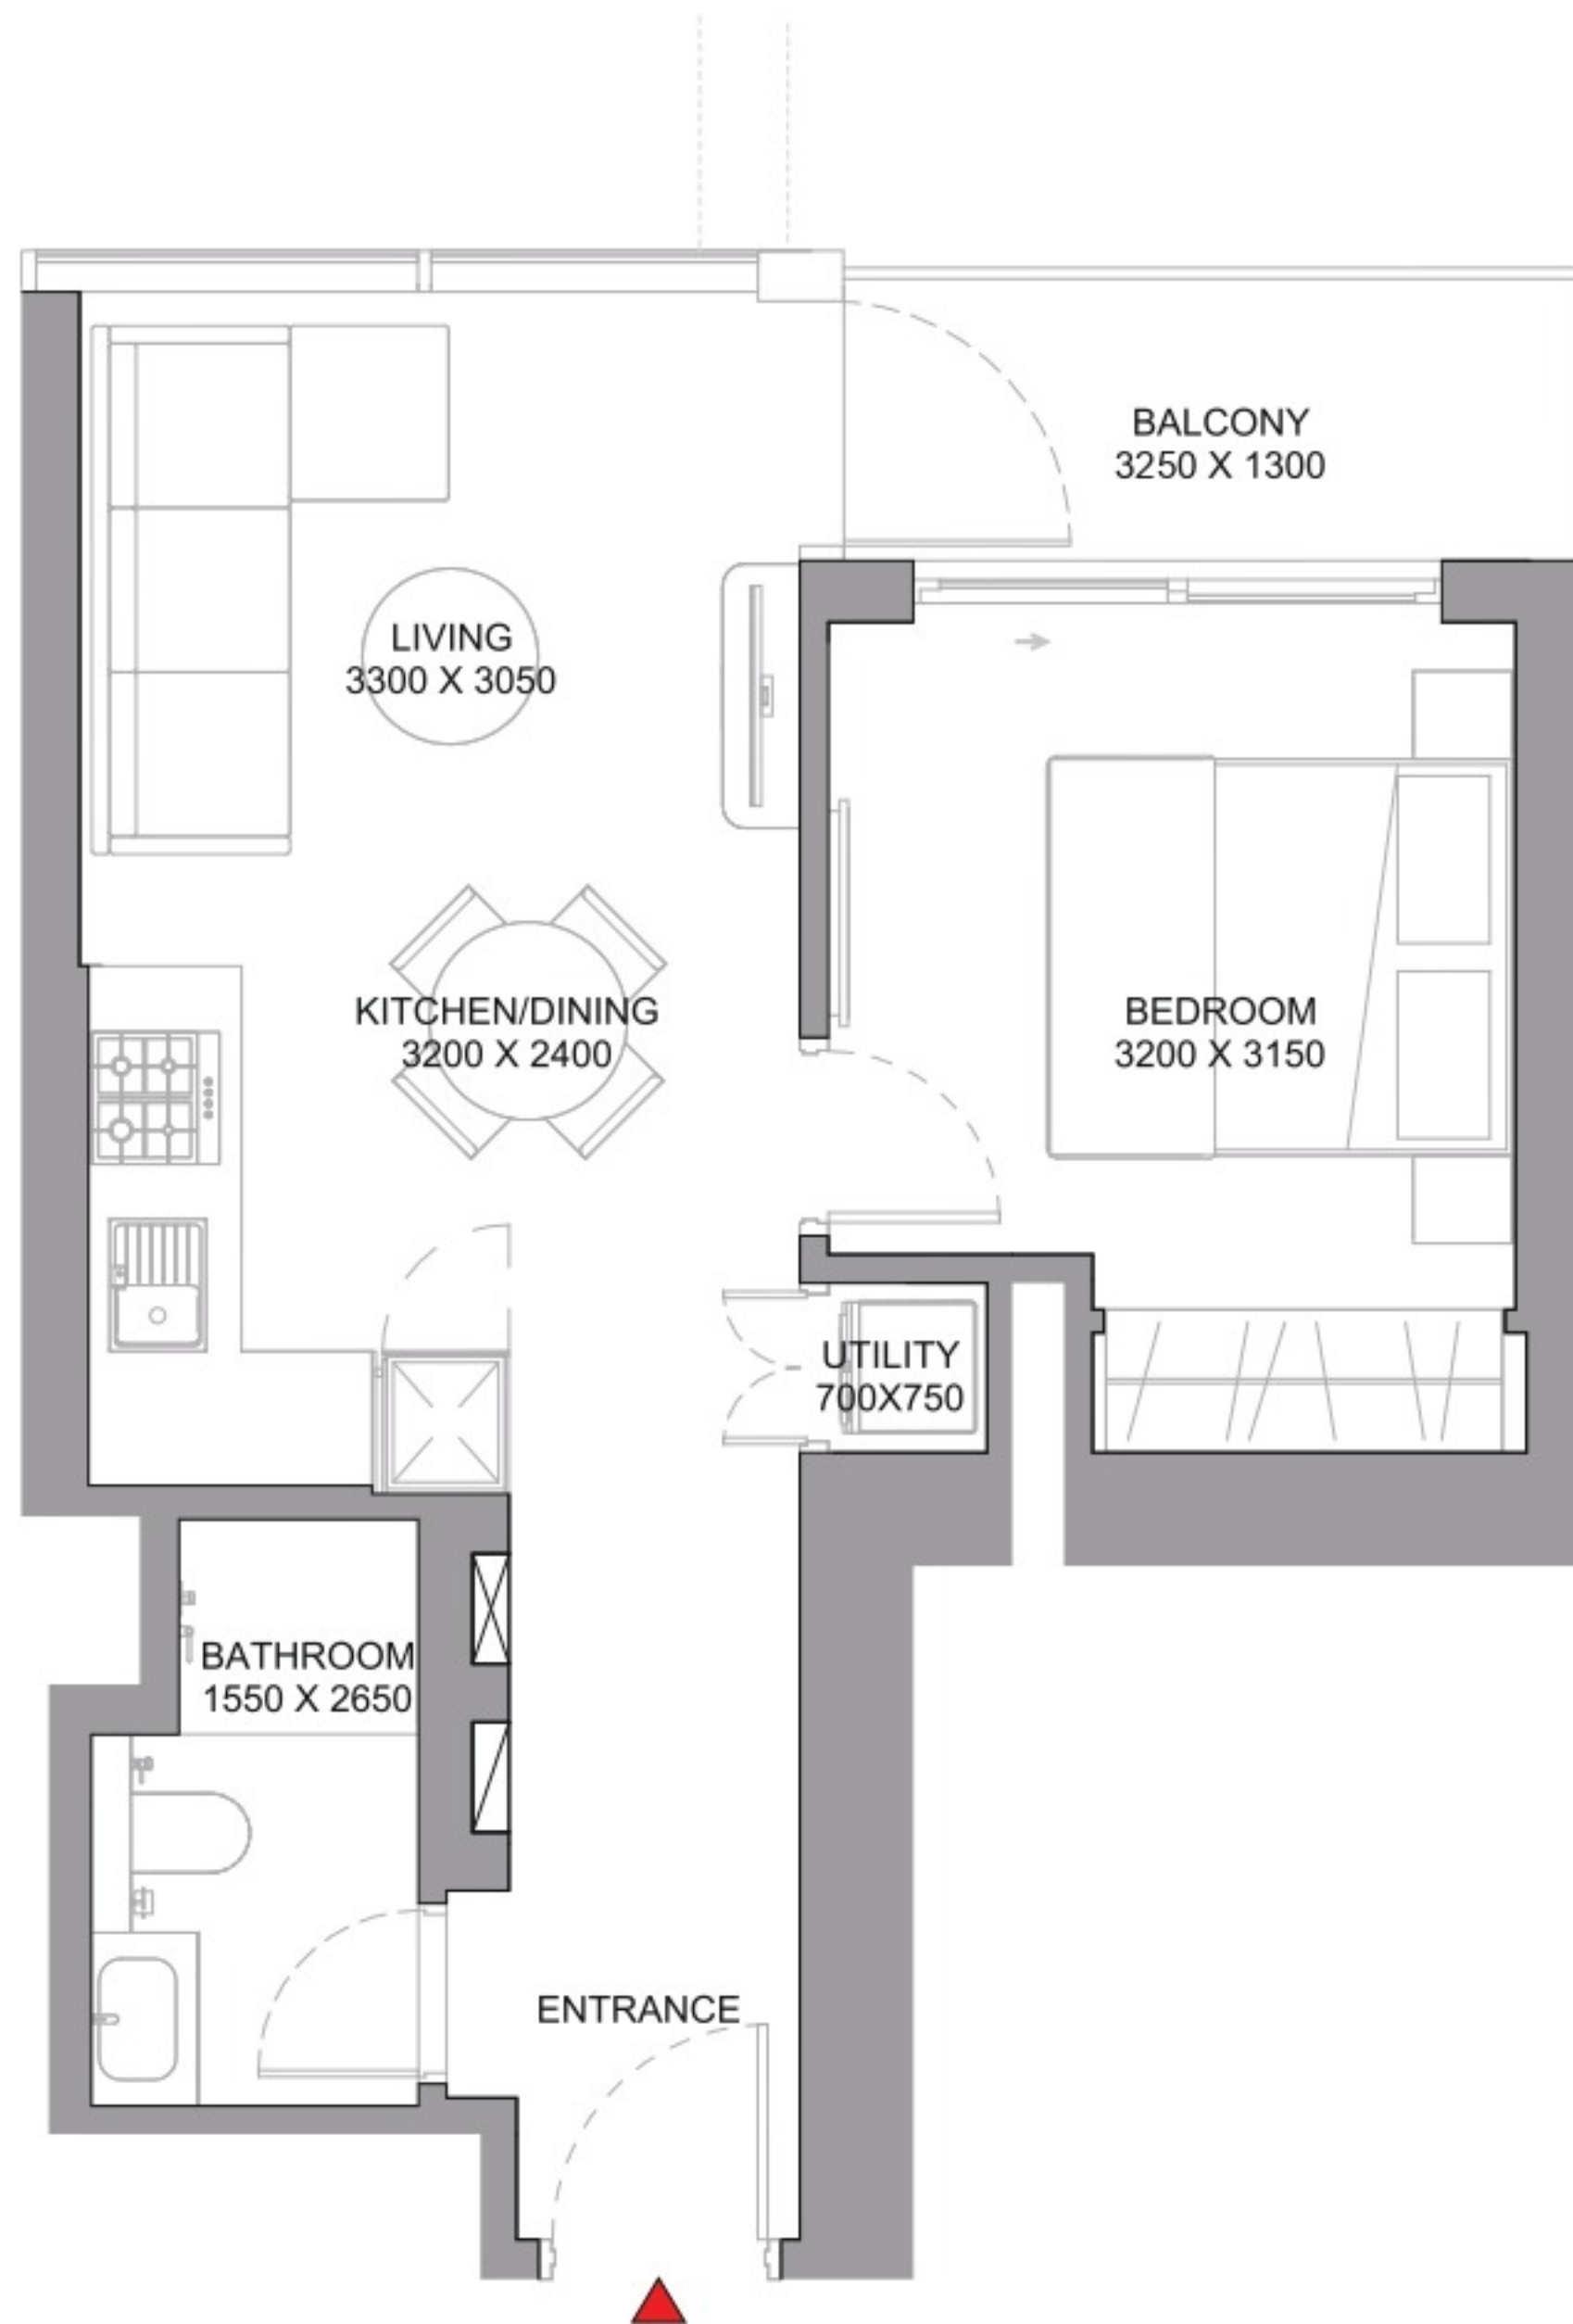 BALCONY
3250 X 1300
LIVING
3300 X 3050
KITCHEN/DINING
3200 X 2400
BEDROOM
3200 X 3150
UTILITY
700X750
BATHROOM
1550 X 2650
ENTRANCE